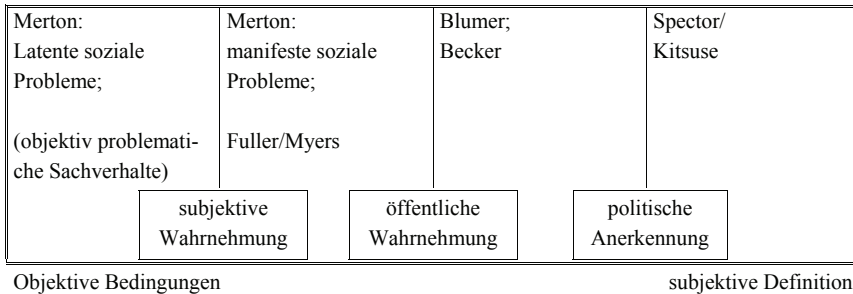 Merton:
Latente soziale
Probleme;
(objektiv problemati-
che Sachverhalte)
Merton:
manifeste soziale
Probleme;
Fuller/Myers
Blumer;
Becker
Spector/
Kitsuse
subjektive
Wahrnehmung
öffentliche
Wahrnehmung
politische
Anerkennung
Objektive Bedingungen
subjektive Definition